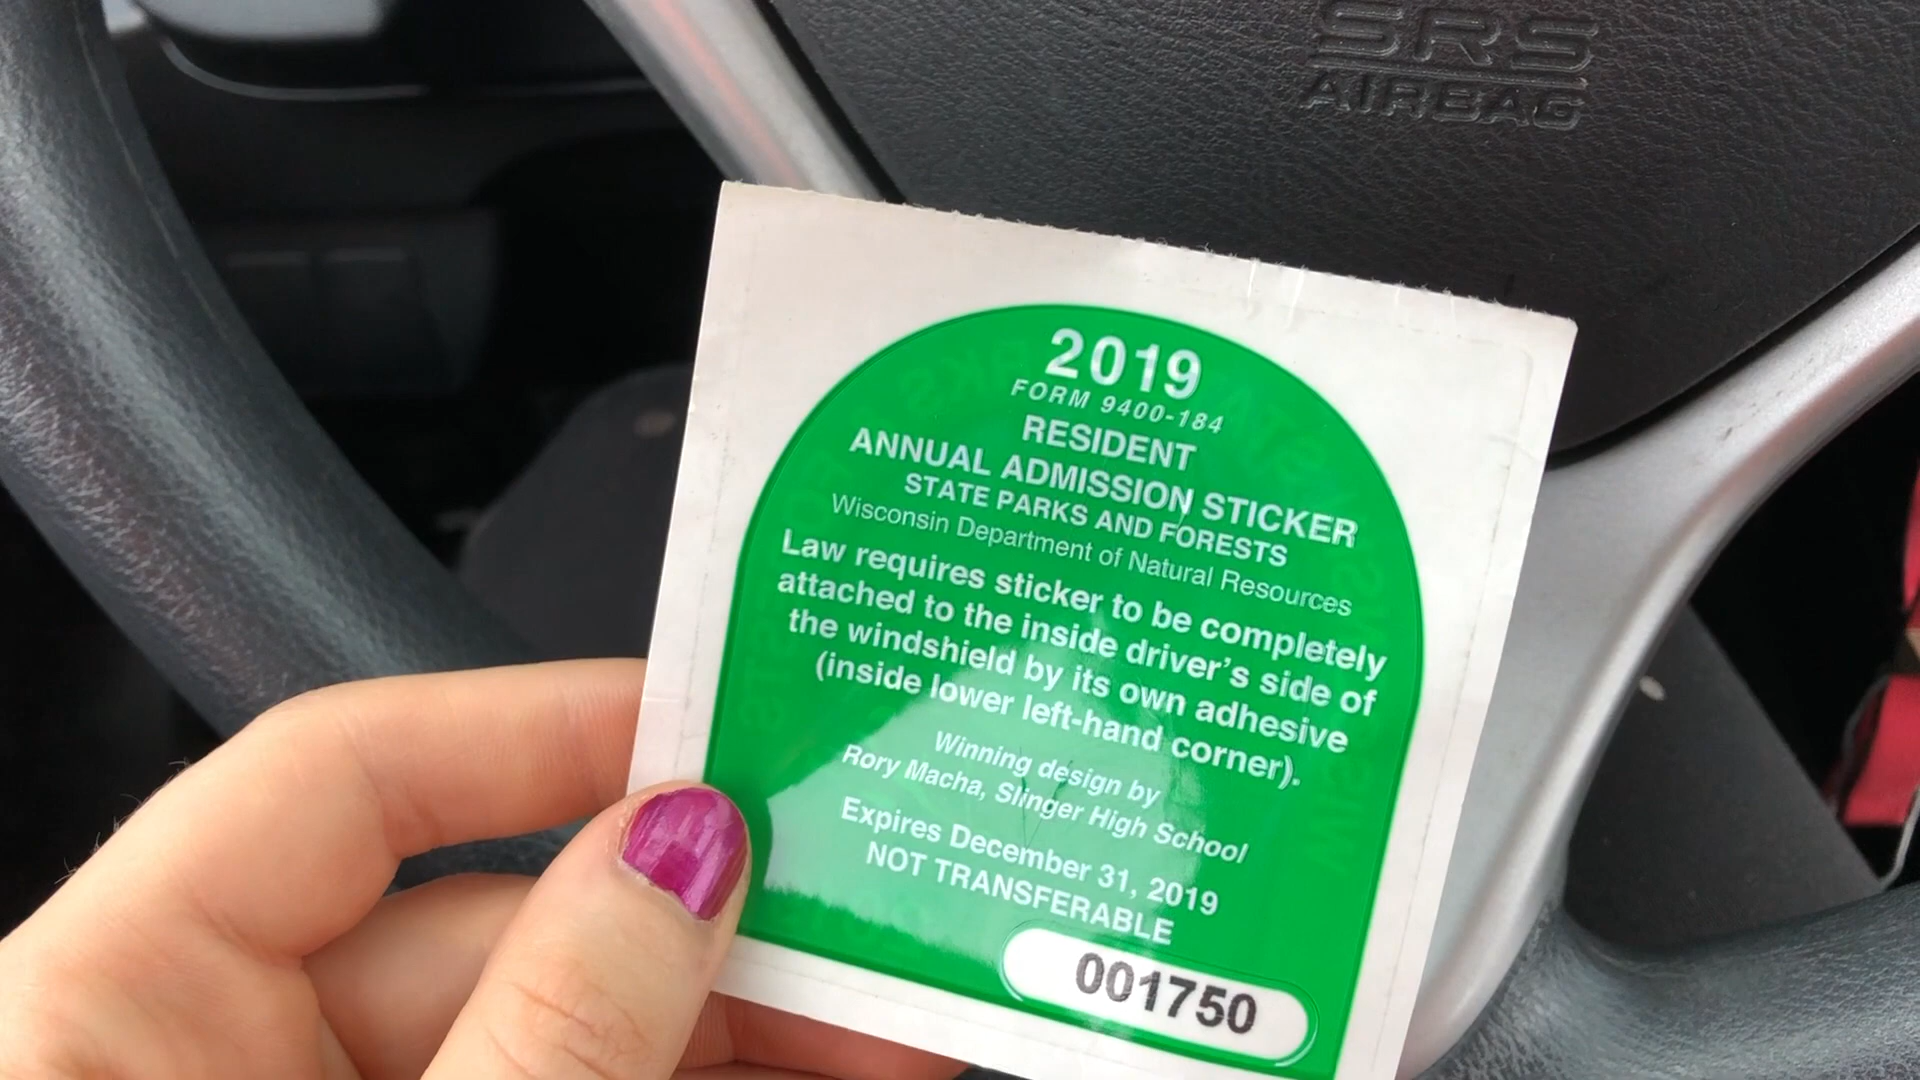 SRS
AIRBAG
2019
FORM 9400-184
RESIDENT
ANNUAL ADMISSION STICKER
STATE PARKS AND FORESTS
Wisconsin Department of Natural Resources
Law requires sticker to be completely
attached to the inside driver's side of
the windshield by its own adhesive
(inside lower left-hand corner).
Winning design by
Rory Macha, Slinger High School
Expires December 31, 2019
NOT TRANSFERABLE
001750